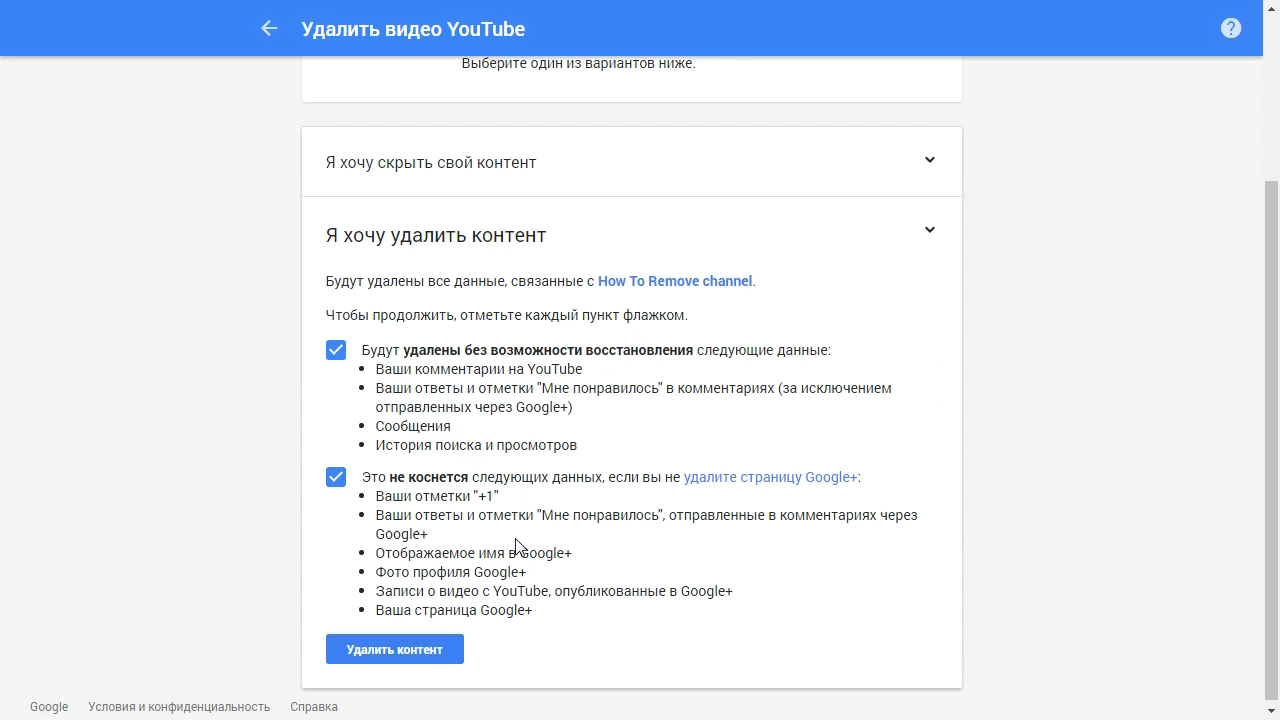 Удалить видео YouTube
?
Выберите один из вариантов ниже.
Я хочу скрыть свой контент
Я хочу удалить контент
Будут удалены все данные, связанные с How To Remove channel.
Чтобы продолжить, отметьте каждый пункт флажком.
Будут удалены без возможности восстановления следующие данные:
Ваши комментарии на YouTube
Ваши ответы и отметки "Мне понравилось" в комментариях (за исключением
отправленных через Google+)
Сообщения
История поиска и просмотров
Это не коснется следующих данных, если вы не удалите страницу Google+:
Ваши отметки "+1"
Ваши ответы и отметки "Мне понравилось", отправленные в комментариях через
Google+
Отображаемое имя в Google+
Фото профиля Google+
Записи о видео с YouTube, опубликованные в Google+
Ваша страница Google+
Удалить контент
Google Условия и конфиденциальность Справка